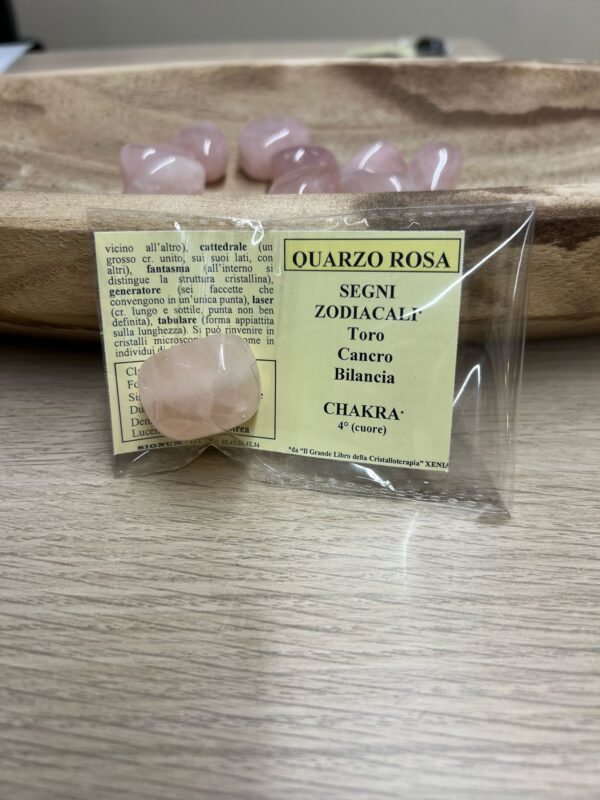 vicino all'altro), cattedrale (un
grosso cr. unito, sui suoi lati, con
altri), fantasma (all'interno si
distingue la struttura cristallina),
generatore (sei faccette che
convengono in un'unica punta), laser
(cr. lungo e sottile, punta non ben
definita), tabulare (forma appiattita
sulla lunghezza). Si può rinvenire in
cristalli
individui
QUARZO ROSA
SEGNI
ZODIACALI*
Toro
Cancro
Bilancia
CHAKRA*
4° (cuore)
*da "Il Grande Libro della Cristalloterapia" XENIA